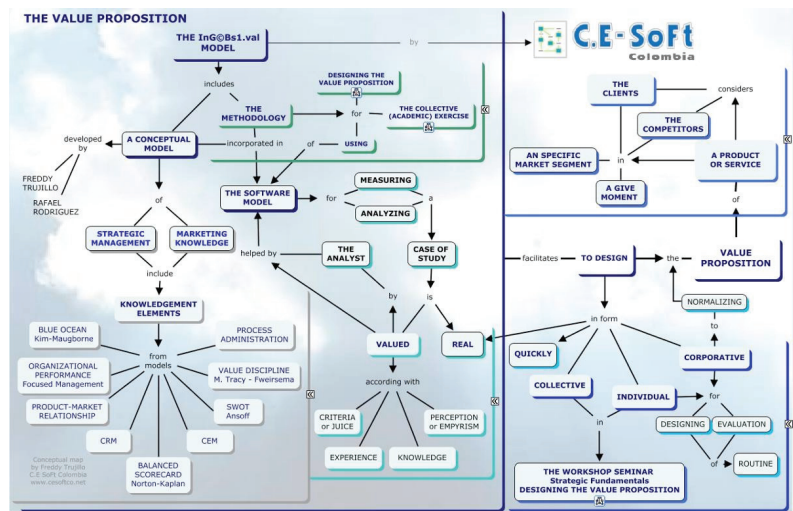 THE VALUE PROPOSITION
THE InG©Bs1.val
MODEL
by
C.E-SoFt
Colombia
includes
DESIGNING THE
VALUE PROPOSITION
THE
METHODOLOGY
for
THE COLLECTIVE
(ACADEMIC) EXERCISE
developed
by
A CONCEPTUAL
MODEL
incorporated in
of
USING
FREDDY
TRUJILLO
RAFAEL
RODRIGUEZ
THE SOFTWARE
MODEL
for
MEASURING
ANALYZING
a
of
STRATEGIC
MANAGEMENT
MARKETING
KNOWLEDGE
helped by
THE
ANALYST
CASE OF
STUDY
include
by
is
KNOWLEDGEMENT
ELEMENTS
VALUED
REAL
BLUE OCEAN
Kim-Maugborne
PROCESS
ADMINISTRATION
from
models
ORGANIZATIONAL
PERFORMANCE
Focused Management
VALUE DISCIPLINE
M. Tracy - Fweirsema
PRODUCT-MARKET
RELATIONSHIP
SWOT
Ansoff
CRM
CEM
BALANCED
SCORECARD
Norton-Kaplan
according with
CRITERIA
or JUICE
PERCEPTION
or EMPYRISM
EXPERIENCE
KNOWLEDGE
Conceptual map
by Freddy Trujillo
C.E Soft Colombia
www.cesoftco.net
THE
CLIENTS
considers
THE
COMPETITORS
AN SPECIFIC
MARKET SEGMENT
in
A PRODUCT
OR SERVICE
A GIVE
MOMENT
of
facilitates
TO DESIGN
the
VALUE
PROPOSITION
NORMALIZING
in form
to
QUICKLY
CORPORATIVE
COLLECTIVE
INDIVIDUAL
for
in
DESIGNING
EVALUATION
of
ROUTINE
THE WORKSHOP SEMINAR
Strategic Fundamentals
DESIGNING THE VALUE PROPOSITION